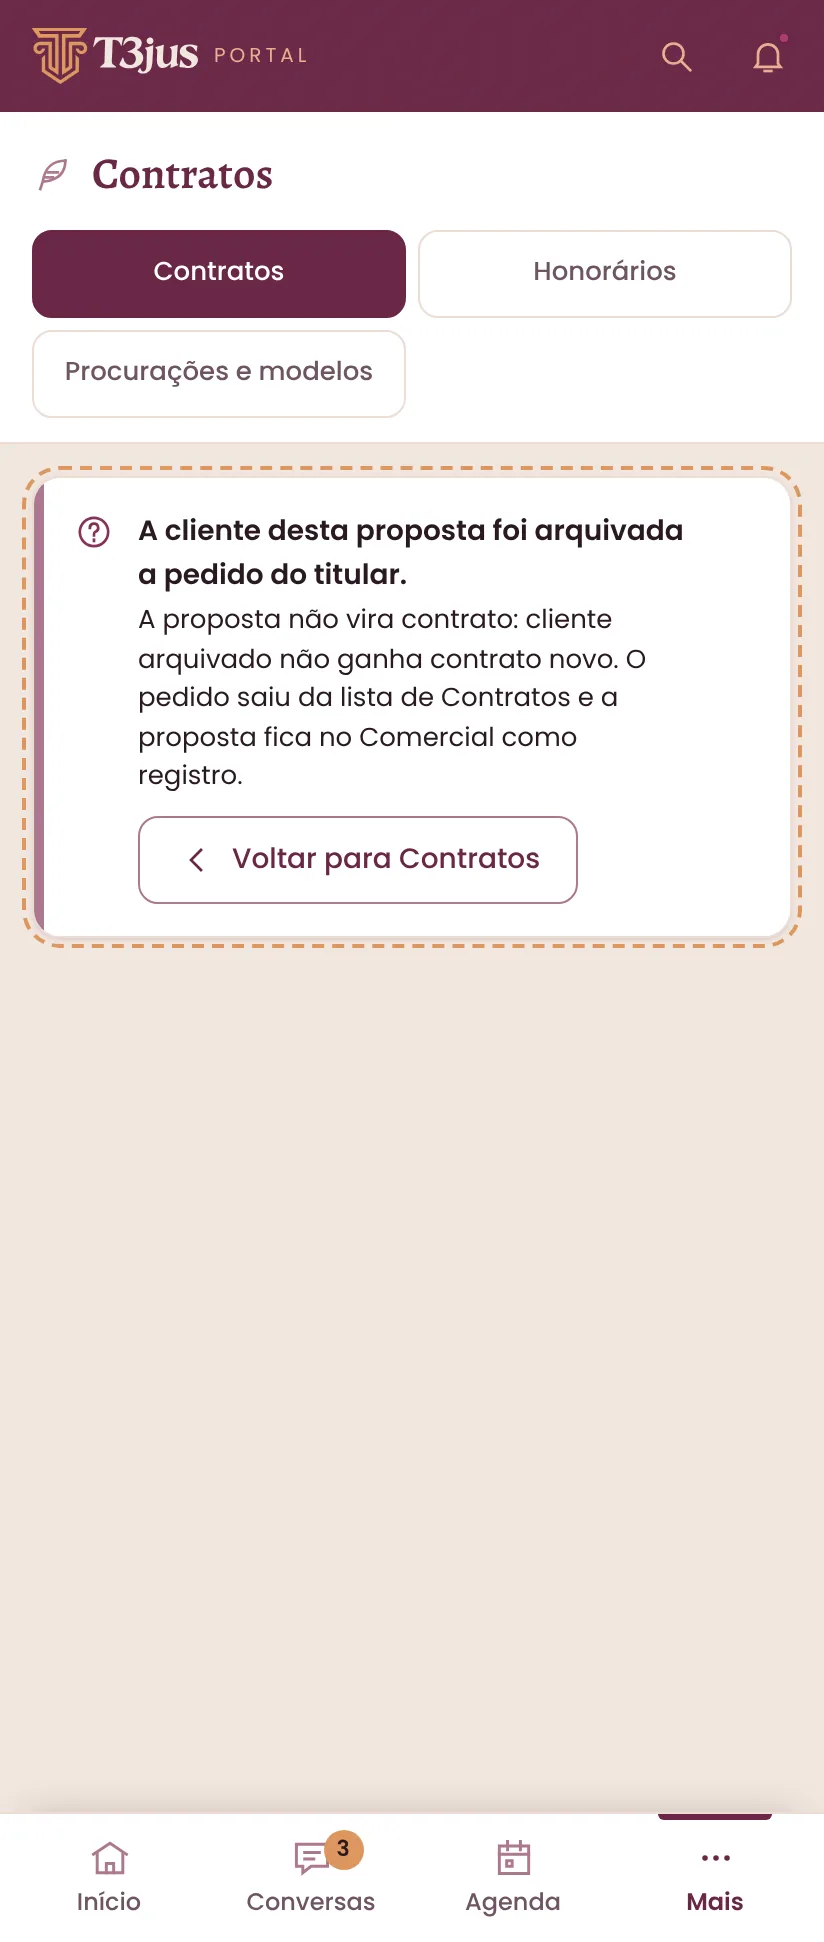 T3jus PORTAL
Contratos
Contratos
Honorários
Procurações e modelos
A cliente desta proposta foi arquivada
a pedido do titular.
A proposta não vira contrato: cliente
arquivado não ganha contrato novo. O
pedido saiu da lista de Contratos e a
proposta fica no Comercial como
registro.
Voltar para Contratos
3
Início
Conversas
Agenda
Mais